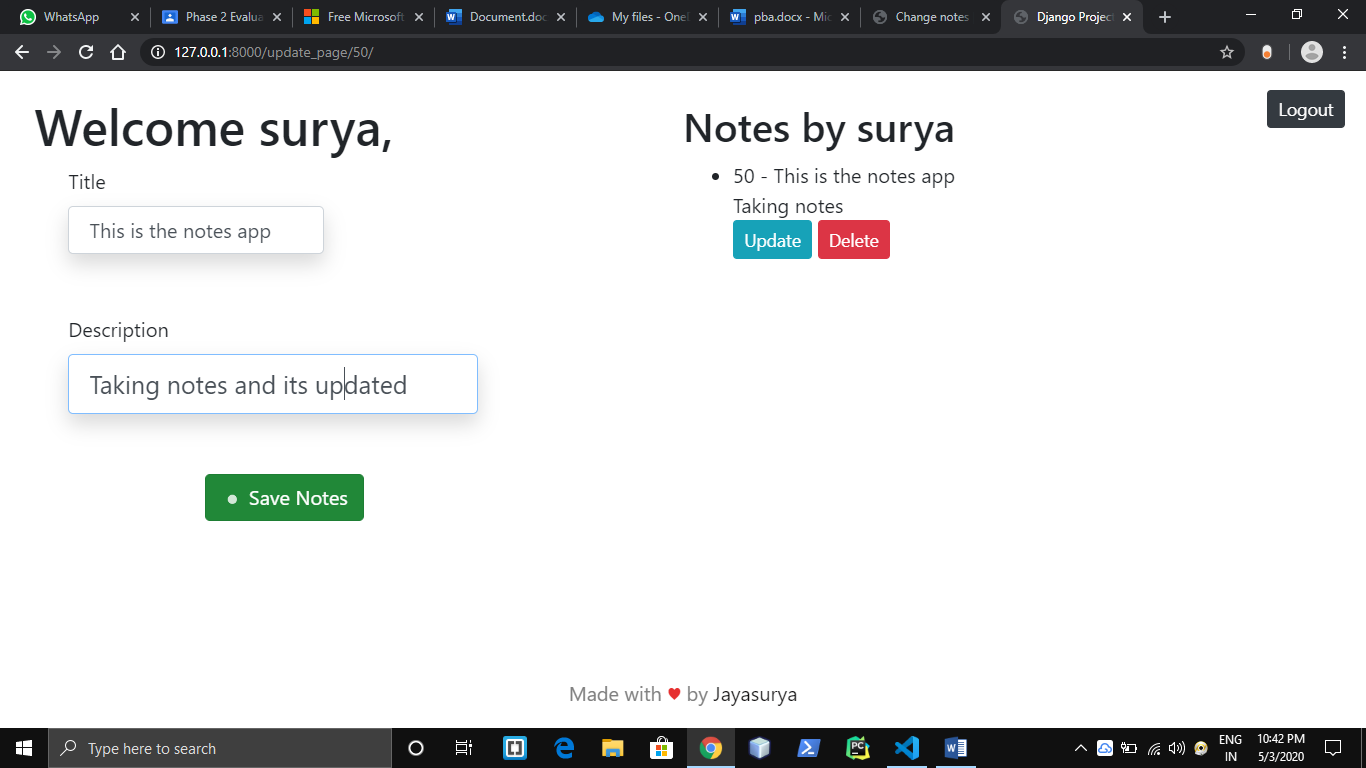 WhatsApp
Phase 2 Evalua
Free Microsoft
Document.doc
My files - One
pba.docx - Mic
Change notes
Django Project
127.0.0.1:8000/update_page/50/
Logout
Welcome surya,
Title
This is the notes app
Description
Taking notes and its updated
Save Notes
Notes by surya
50 - This is the notes app
Taking notes
Update Delete
Made with ♥ by Jayasurya
Type here to search
PC
ENG
IN
10:42 PM
5/3/2020